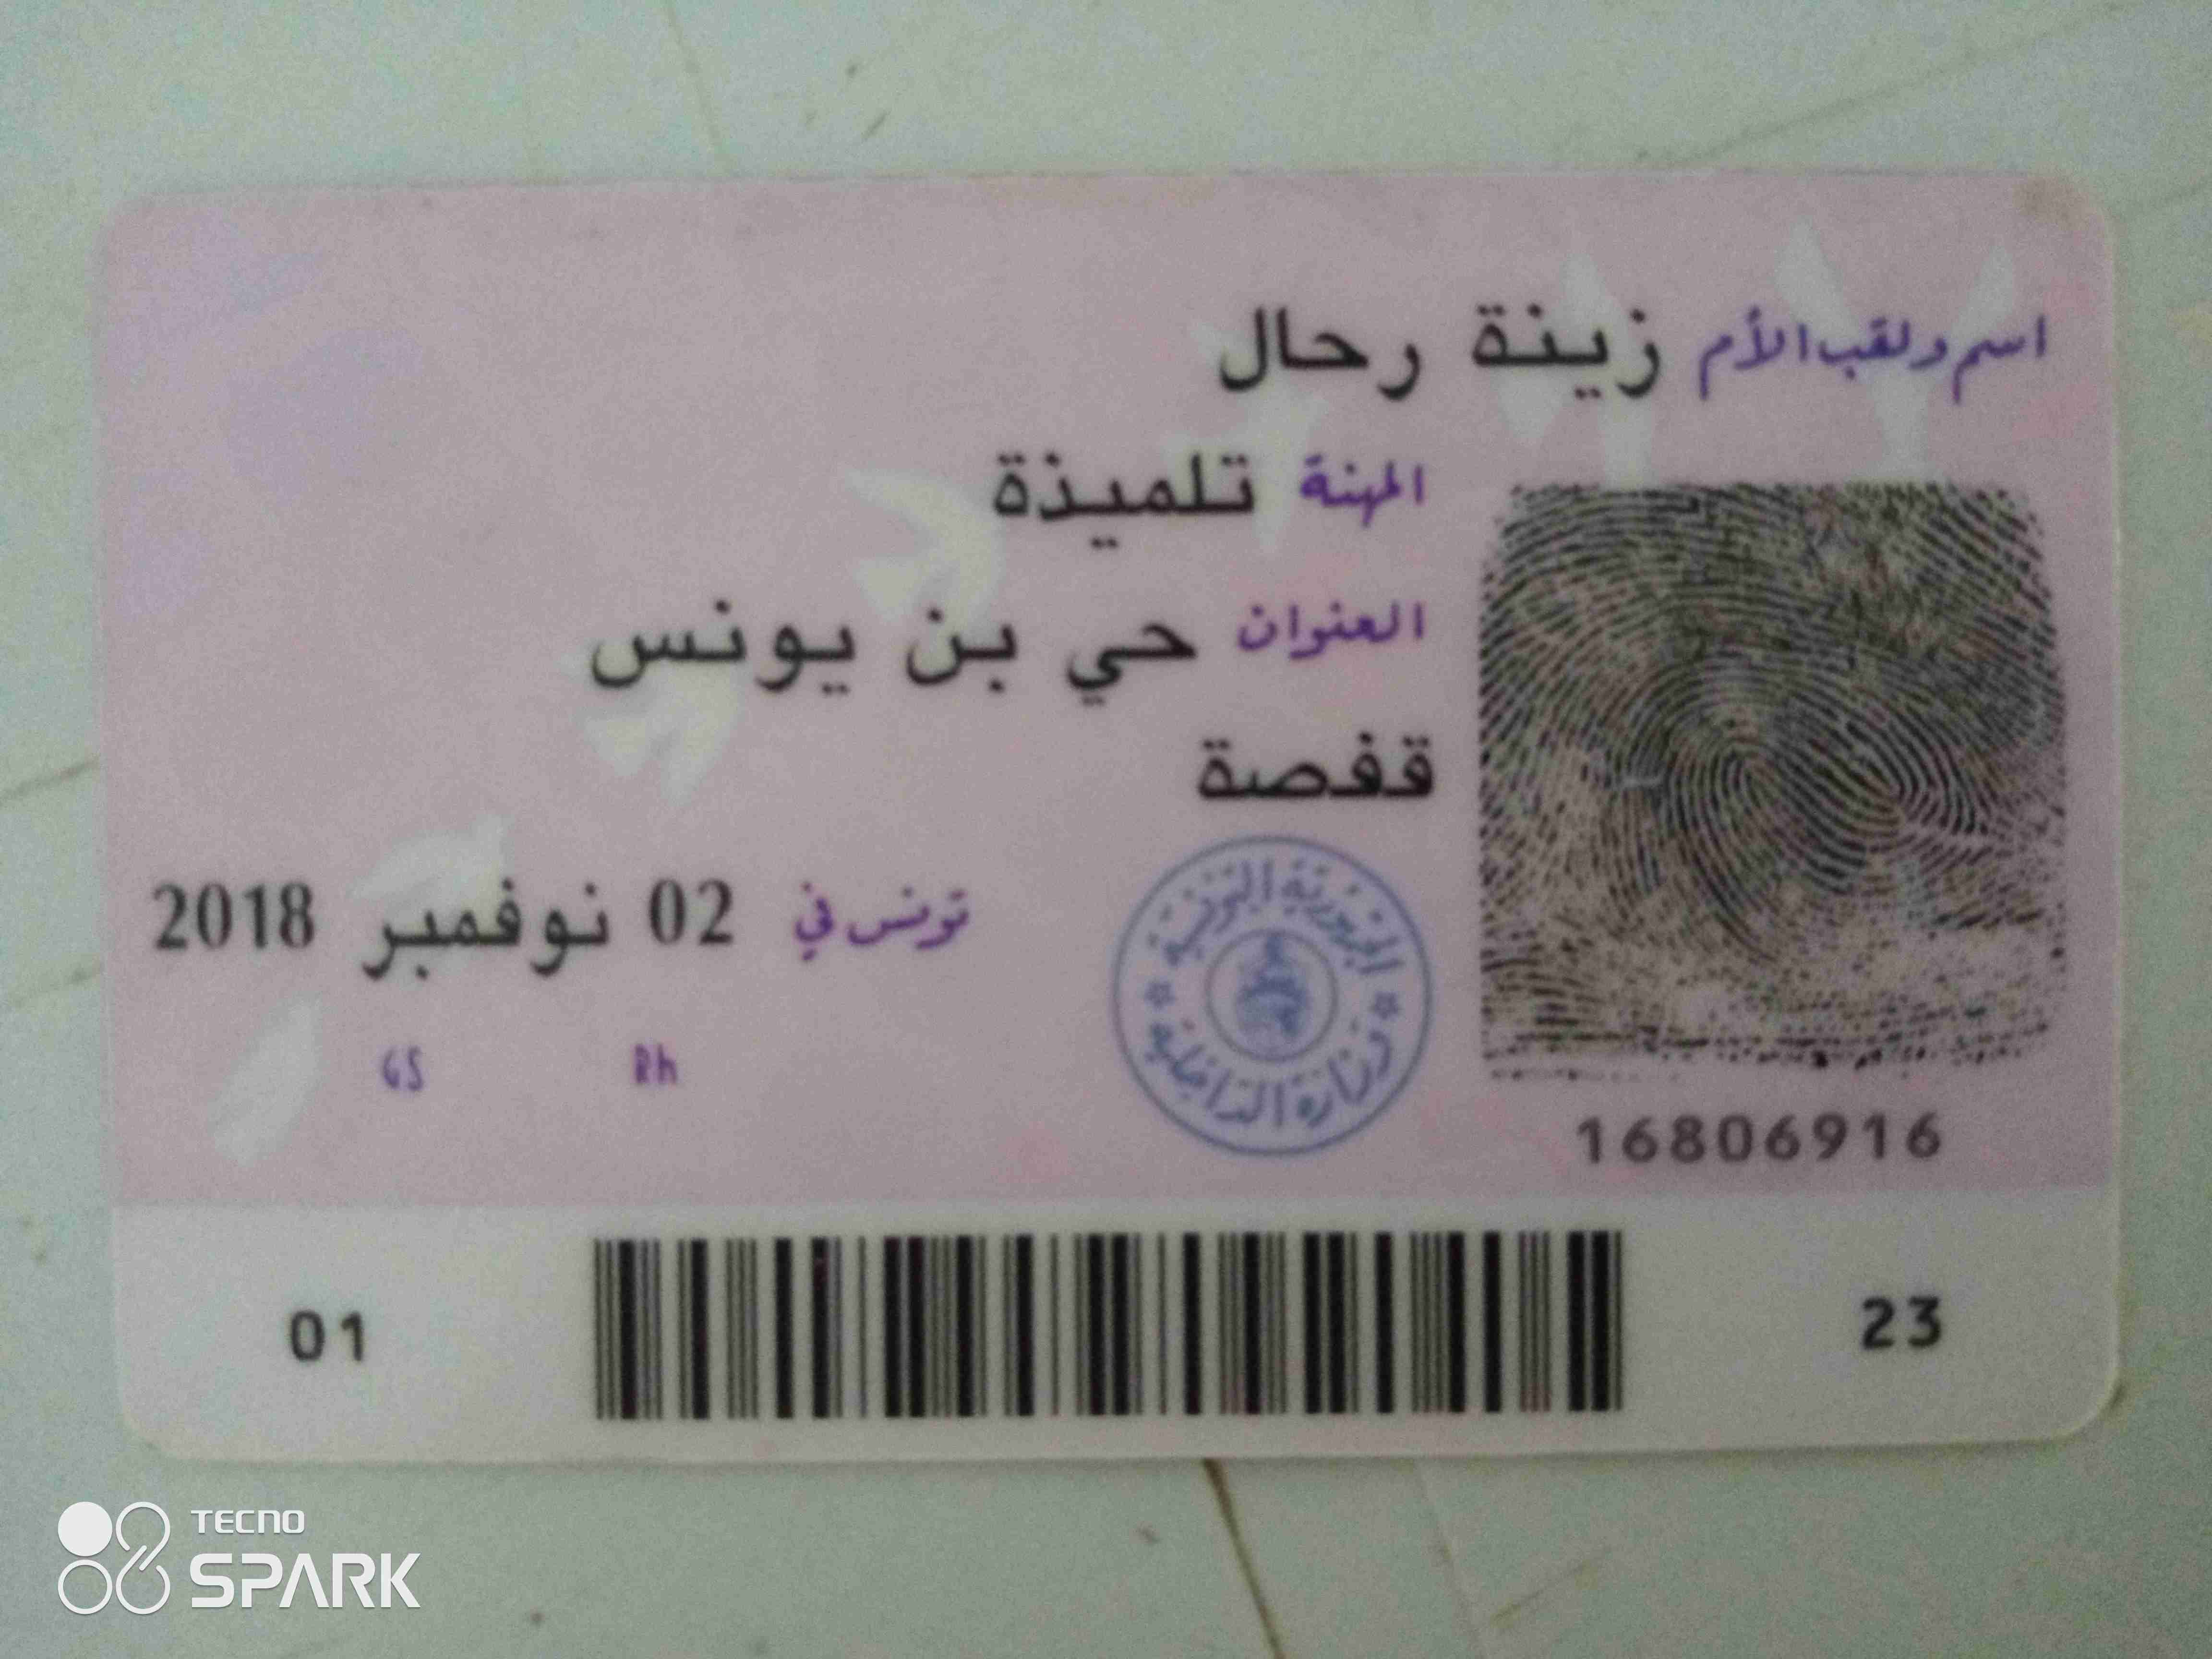 اسم ولقب الأم زينة رحال
المهنة تلميذة
العنوان حي بن يونس
قفصة
تونس في 02 نوفمبر 2018
الجمهورية التونسية
وزارة الداخلية
GS Rh
16806916
01 23
TECNO
SPARK